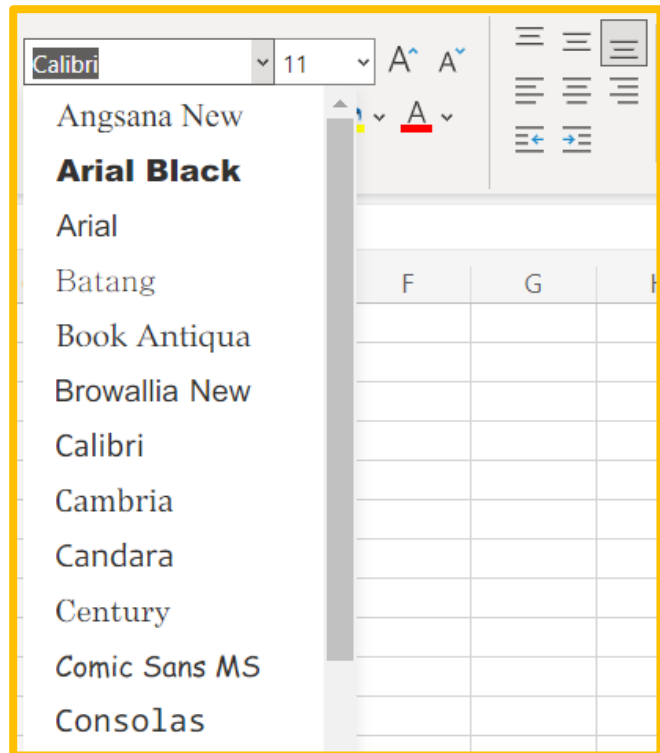 Calibri 11 A A
Angsana New
A
Arial Black
Arial
Batang
F G
Book Antiqua
Browallia New
Calibri
Cambria
Candara
Century
Comic Sans MS
Consolas